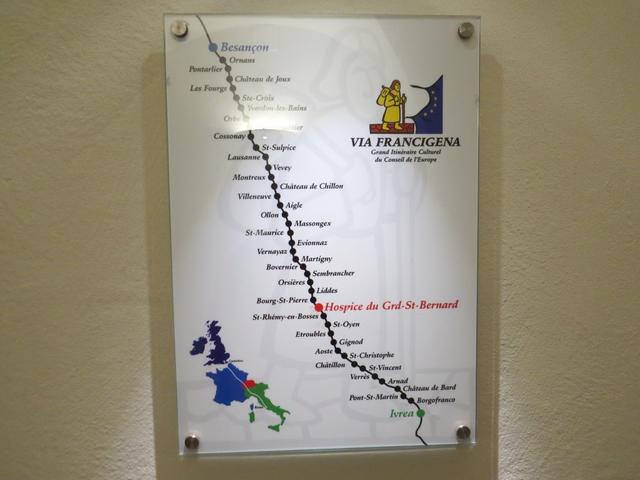 Besançon
Ornans
Pontarlier
Château de Joux
Les Fourgs
Ste-Croix
Yverdon-les-Bains
Orbe
Cossonay
St-Sulpice
Lausanne
Vevey
Montreux
Château de Chillon
Villeneuve
Aigle
Ollon
Massongex
St-Maurice
Evionnaz
Vernayaz
Martigny
Bovernier
Sembrancher
Orsières
Liddes
Bourg-St-Pierre
Hospice du Grd-St-Bernard
St-Rhémy-en-Bosses
St-Oyen
Etroubles
Gignod
Aoste
St-Christophe
Châtillon
St-Vincent
Verrès
Arnad
Château de Bard
Pont-St-Martin
Borgofranco
Ivrea
VIA FRANCIGENA
Grand Itinéraire Culturel
du Conseil de l'Europe